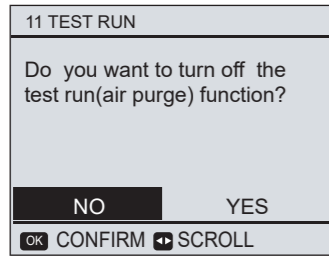 11 TEST RUN
Do you want to turn off the
test run(air purge) function?
NO YES
OK CONFIRM SCROLL